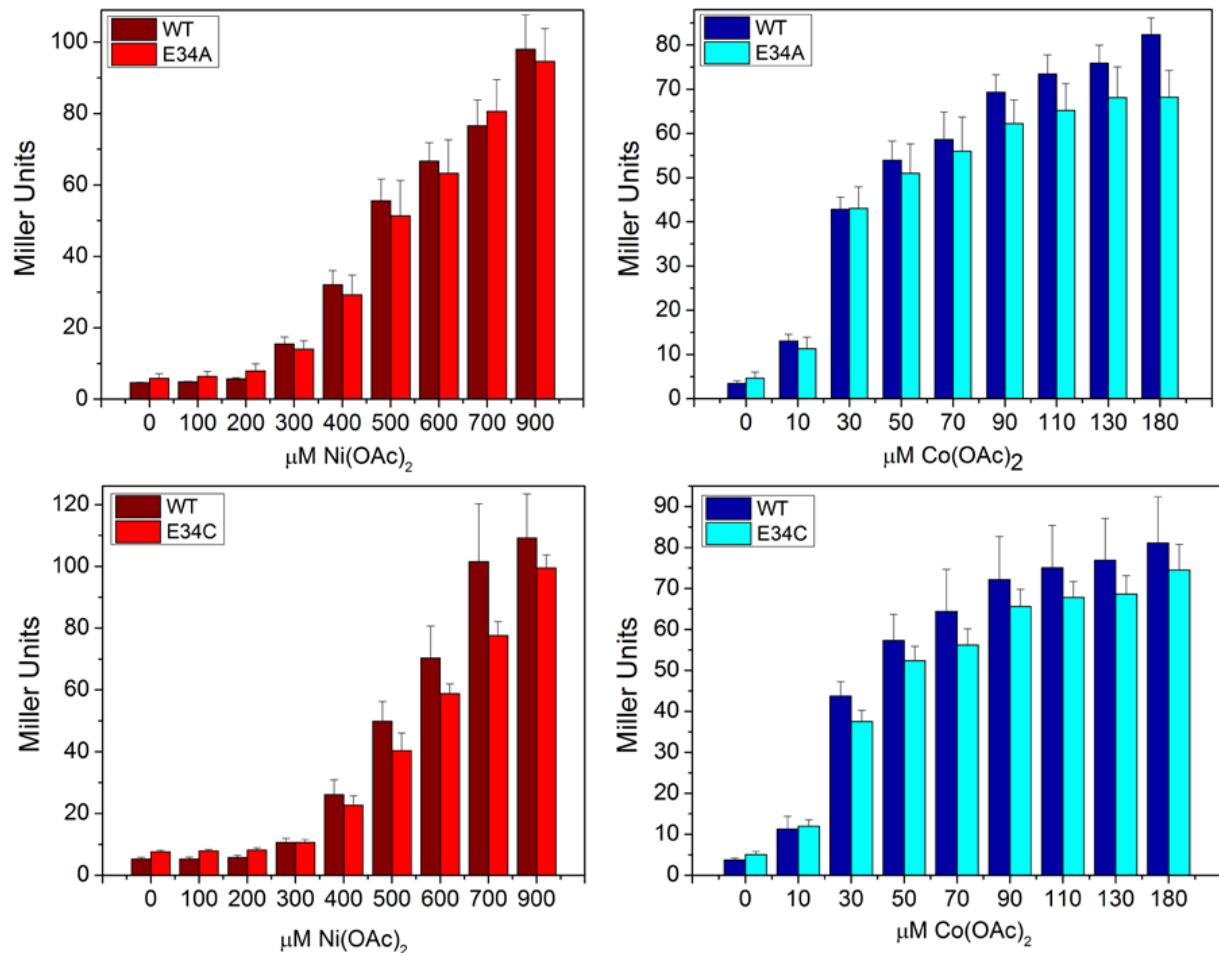 WT
E34A
Miller Units
100
80
60
40
20
0
0 100 200 300 400 500 600 700 900
μM Ni(OAc)₂
WT
E34A
Miller Units
80
70
60
50
40
30
20
10
0
0 10 30 50 70 90 110 130 180
μM Co(OAc)2
WT
E34C
Miller Units
120
100
80
60
40
20
0
0 100 200 300 400 500 600 700 900
μM Ni(OAc)₂
WT
E34C
Miller Units
90
80
70
60
50
40
30
20
10
0
0 10 30 50 70 90 110 130 180
μM Co(OAc)₂